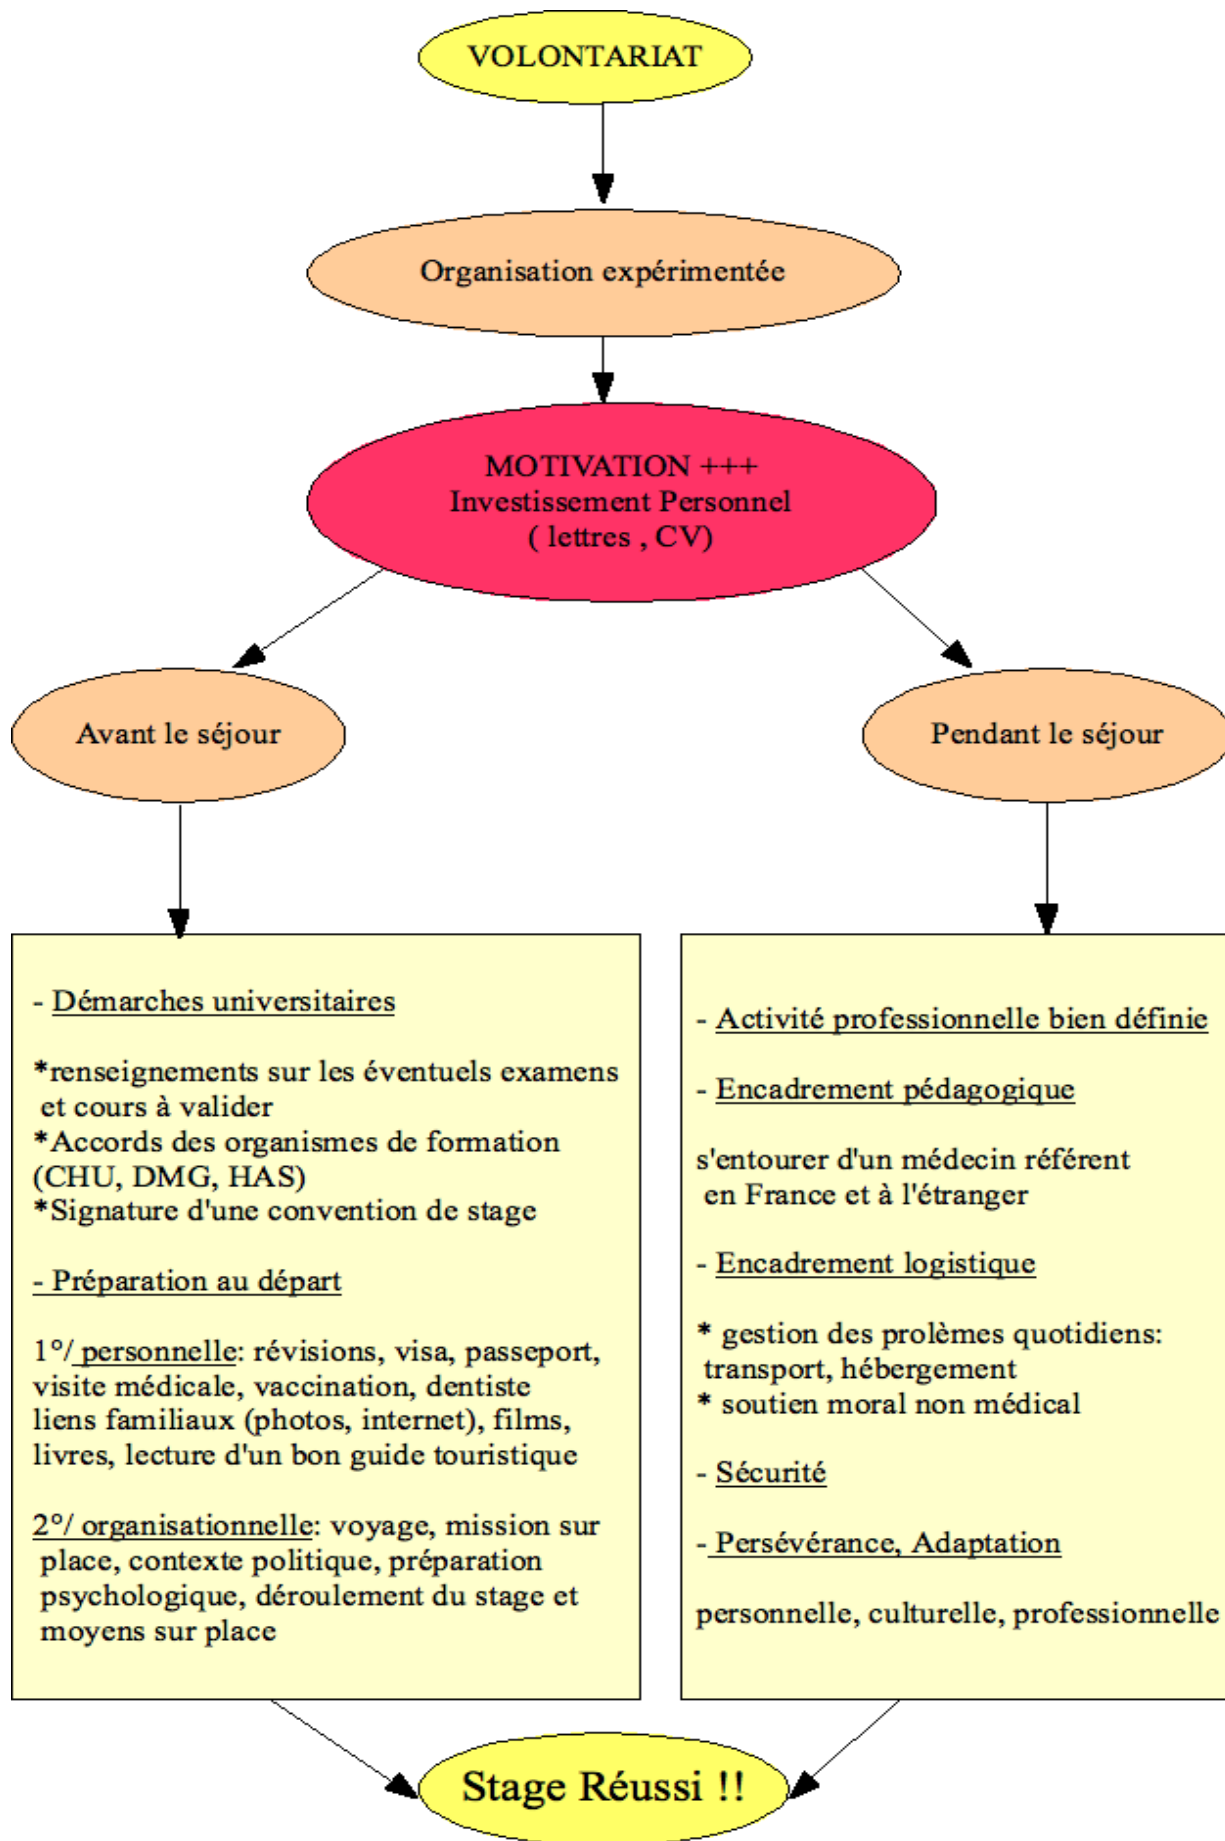 VOLONTARIAT
Organisation expérimentée
MOTIVATION +++
Investissement Personnel
( lettres , CV)
Avant le séjour
Pendant le séjour
- Démarches universitaires
*renseignements sur les éventuels examens
et cours à valider
*Accords des organismes de formation
(CHU, DMG, HAS)
*Signature d'une convention de stage
- Préparation au départ
1°/ personnelle: révisions, visa, passeport,
visite médicale, vaccination, dentiste
liens familiaux (photos, internet), films,
livres, lecture d'un bon guide touristique
2°/ organisationnelle: voyage, mission sur
place, contexte politique, préparation
psychologique, déroulement du stage et
moyens sur place
- Activité professionnelle bien définie
- Encadrement pédagogique
s'entourer d'un médecin référent
en France et à l'étranger
- Encadrement logistique
* gestion des prolèmes quotidiens:
transport, hébergement
* soutien moral non médical
- Sécurité
- Persévérance, Adaptation
personnelle, culturelle, professionnelle
Stage Réussi !!